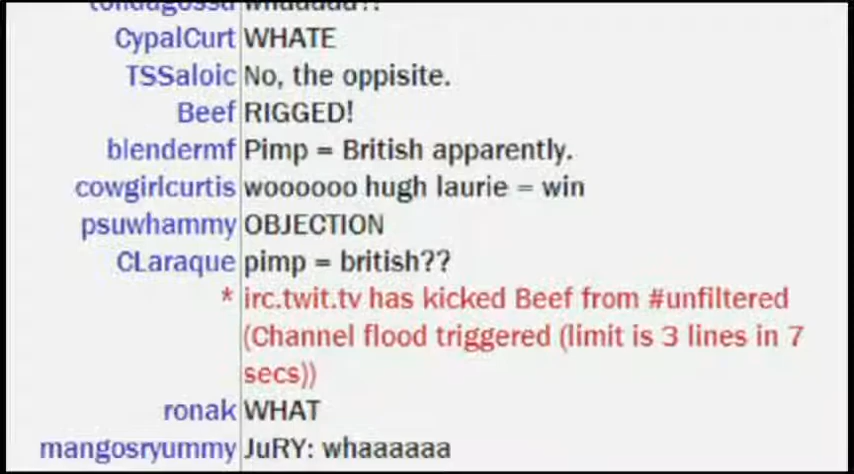 CypalCurt WHATE
TSSaloic No, the oppisite.
Beef RIGGED!
blendermf Pimp = British apparently.
cowgirlcurtis woooooo hugh laurie = win
psuwhammy OBJECTION
CLaraque pimp = british??
* irc.twit.tv has kicked Beef from #unfiltered
(Channel flood triggered (limit is 3 lines in 7
secs))
ronak WHAT
mangosryummy JuRY: whaaaaaa